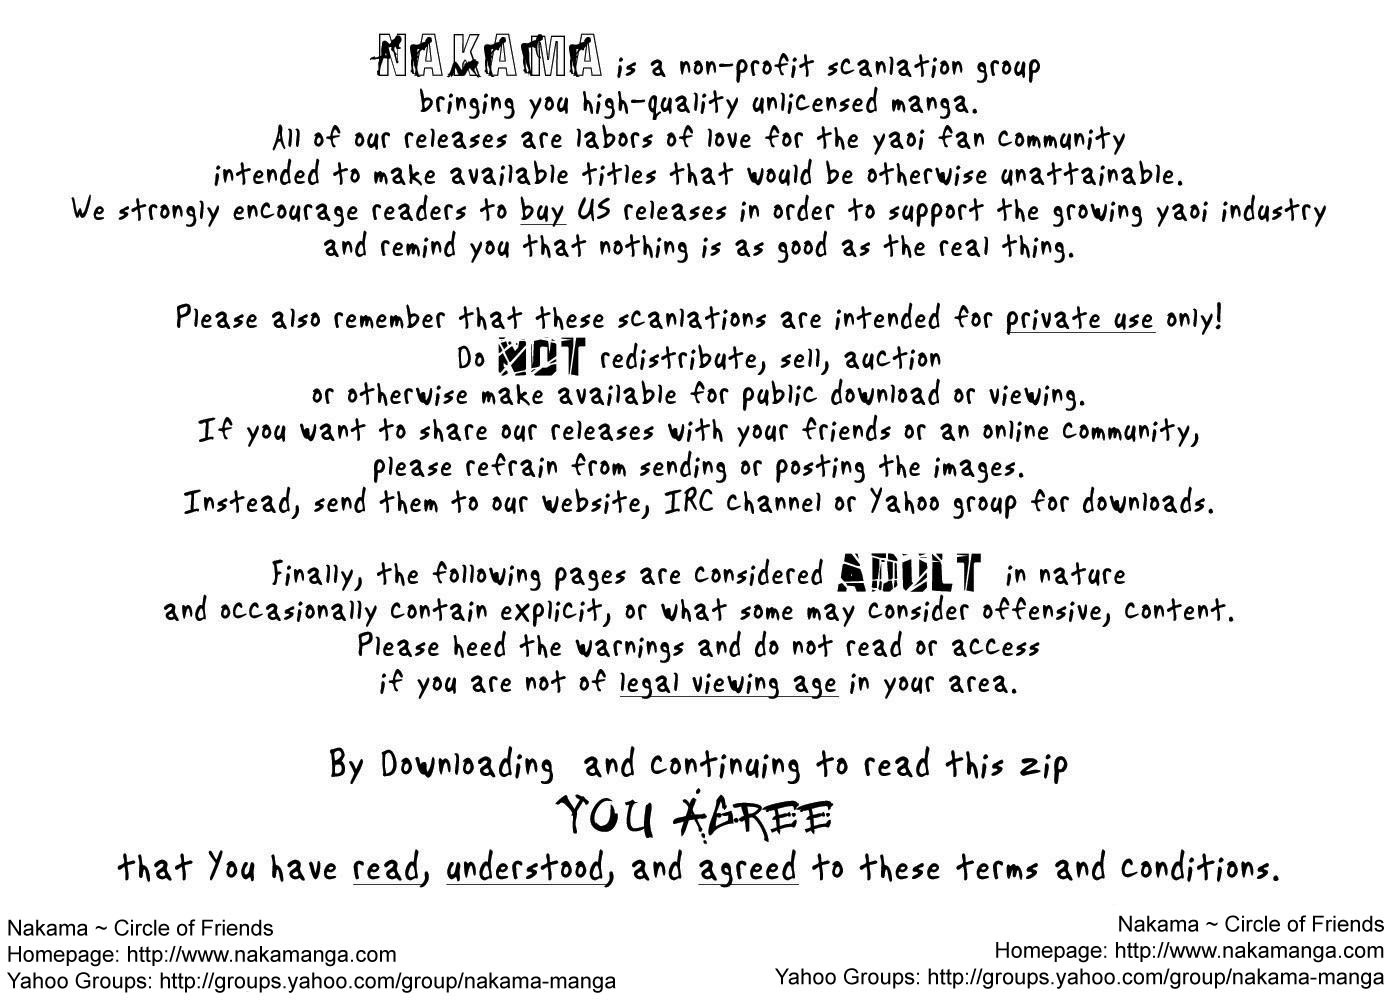 NAKAMA is a non-profit scanlation group
bringing you high-quality unlicensed manga.
All of our releases are labors of love for the yaoi fan community
intended to make available titles that would be otherwise unattainable.
We strongly encourage readers to buy US releases in order to support the growing yaoi industry
and remind you that nothing is as good as the real thing.
Please also remember that these scanlations are intended for private use only!
Do NOT redistribute, sell, auction
or otherwise make available for public download or viewing.
If you want to share our releases with your friends or an online community,
please refrain from sending or posting the images.
Instead, send them to our website, IRC channel or Yahoo group for downloads.
Finally, the following pages are considered ADULT in nature
and occasionally contain explicit, or what some may consider offensive, content.
Please heed the warnings and do not read or access
if you are not of legal viewing age in your area.
By Downloading and continuing to read this zip
YOU AGREE
that You have read, understood, and agreed to these terms and conditions.
Nakama ~ Circle of Friends
Homepage: http://www.nakamanga.com
Yahoo Groups: http://groups.yahoo.com/group/nakama-manga
Nakama ~ Circle of Friends
Homepage: http://www.nakamanga.com
Yahoo Groups: http://groups.yahoo.com/group/nakama-manga